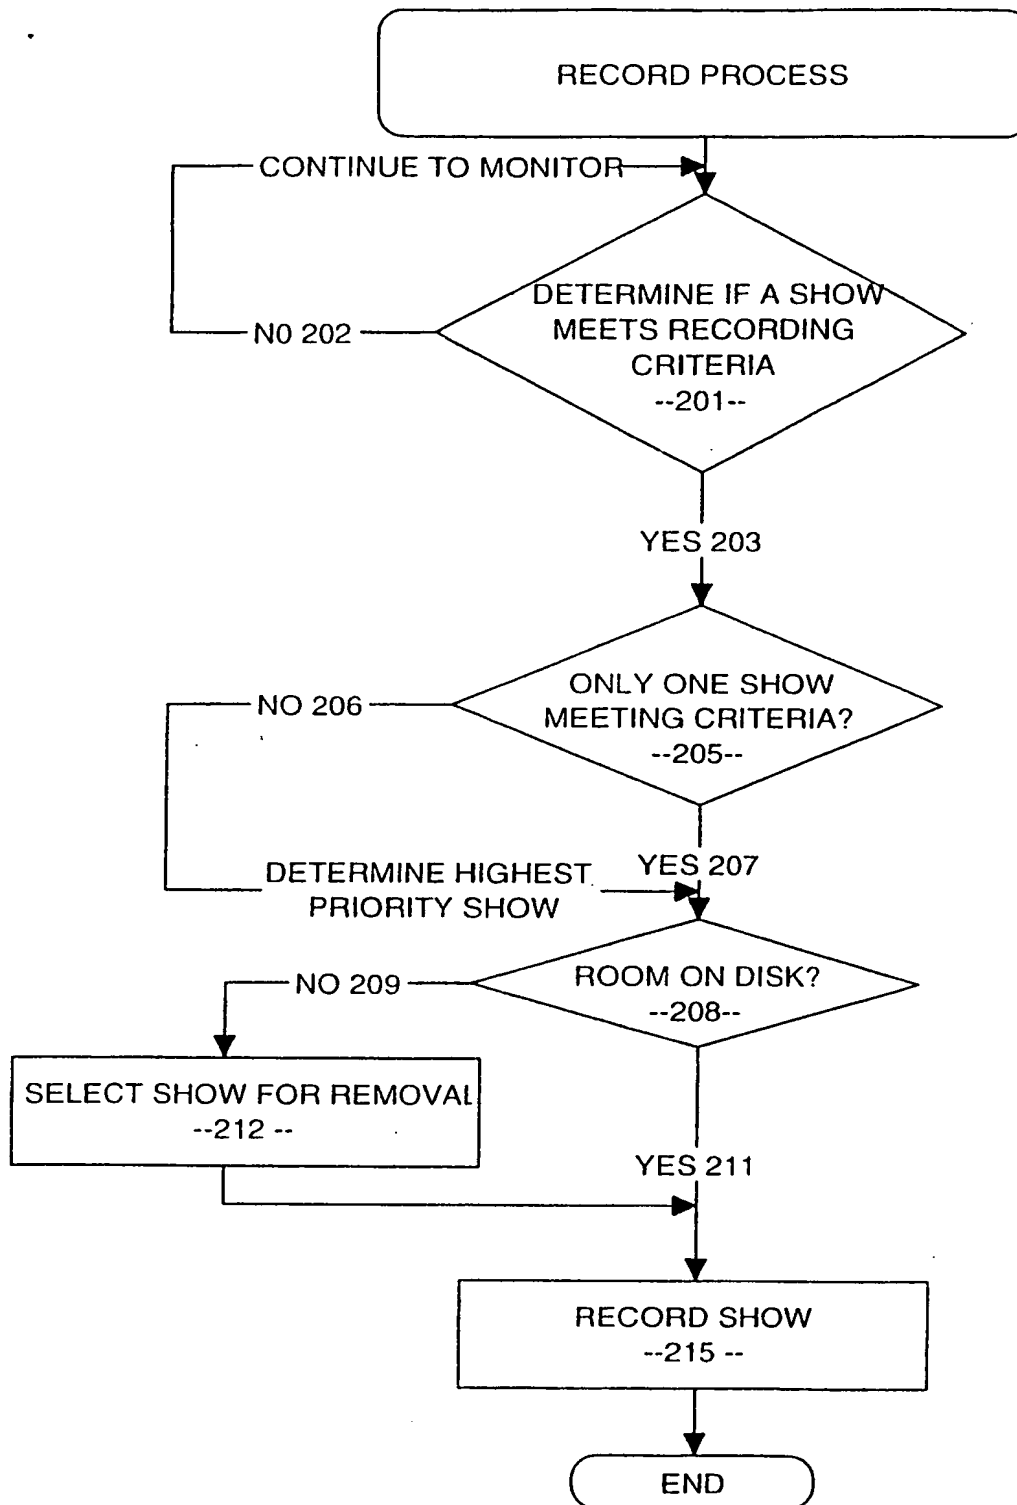 RECORD PROCESS
CONTINUE TO MONITOR
DETERMINE IF A SHOW
MEETS RECORDING
CRITERIA
--201--
N0 202
YES 203
ONLY ONE SHOW
MEETING CRITERIA?
--205--
NO 206
YES 207
DETERMINE HIGHEST
PRIORITY SHOW
ROOM ON DISK?
--208--
NO 209
SELECT SHOW FOR REMOVAL
--212 --
YES 211
RECORD SHOW
--215 --
END